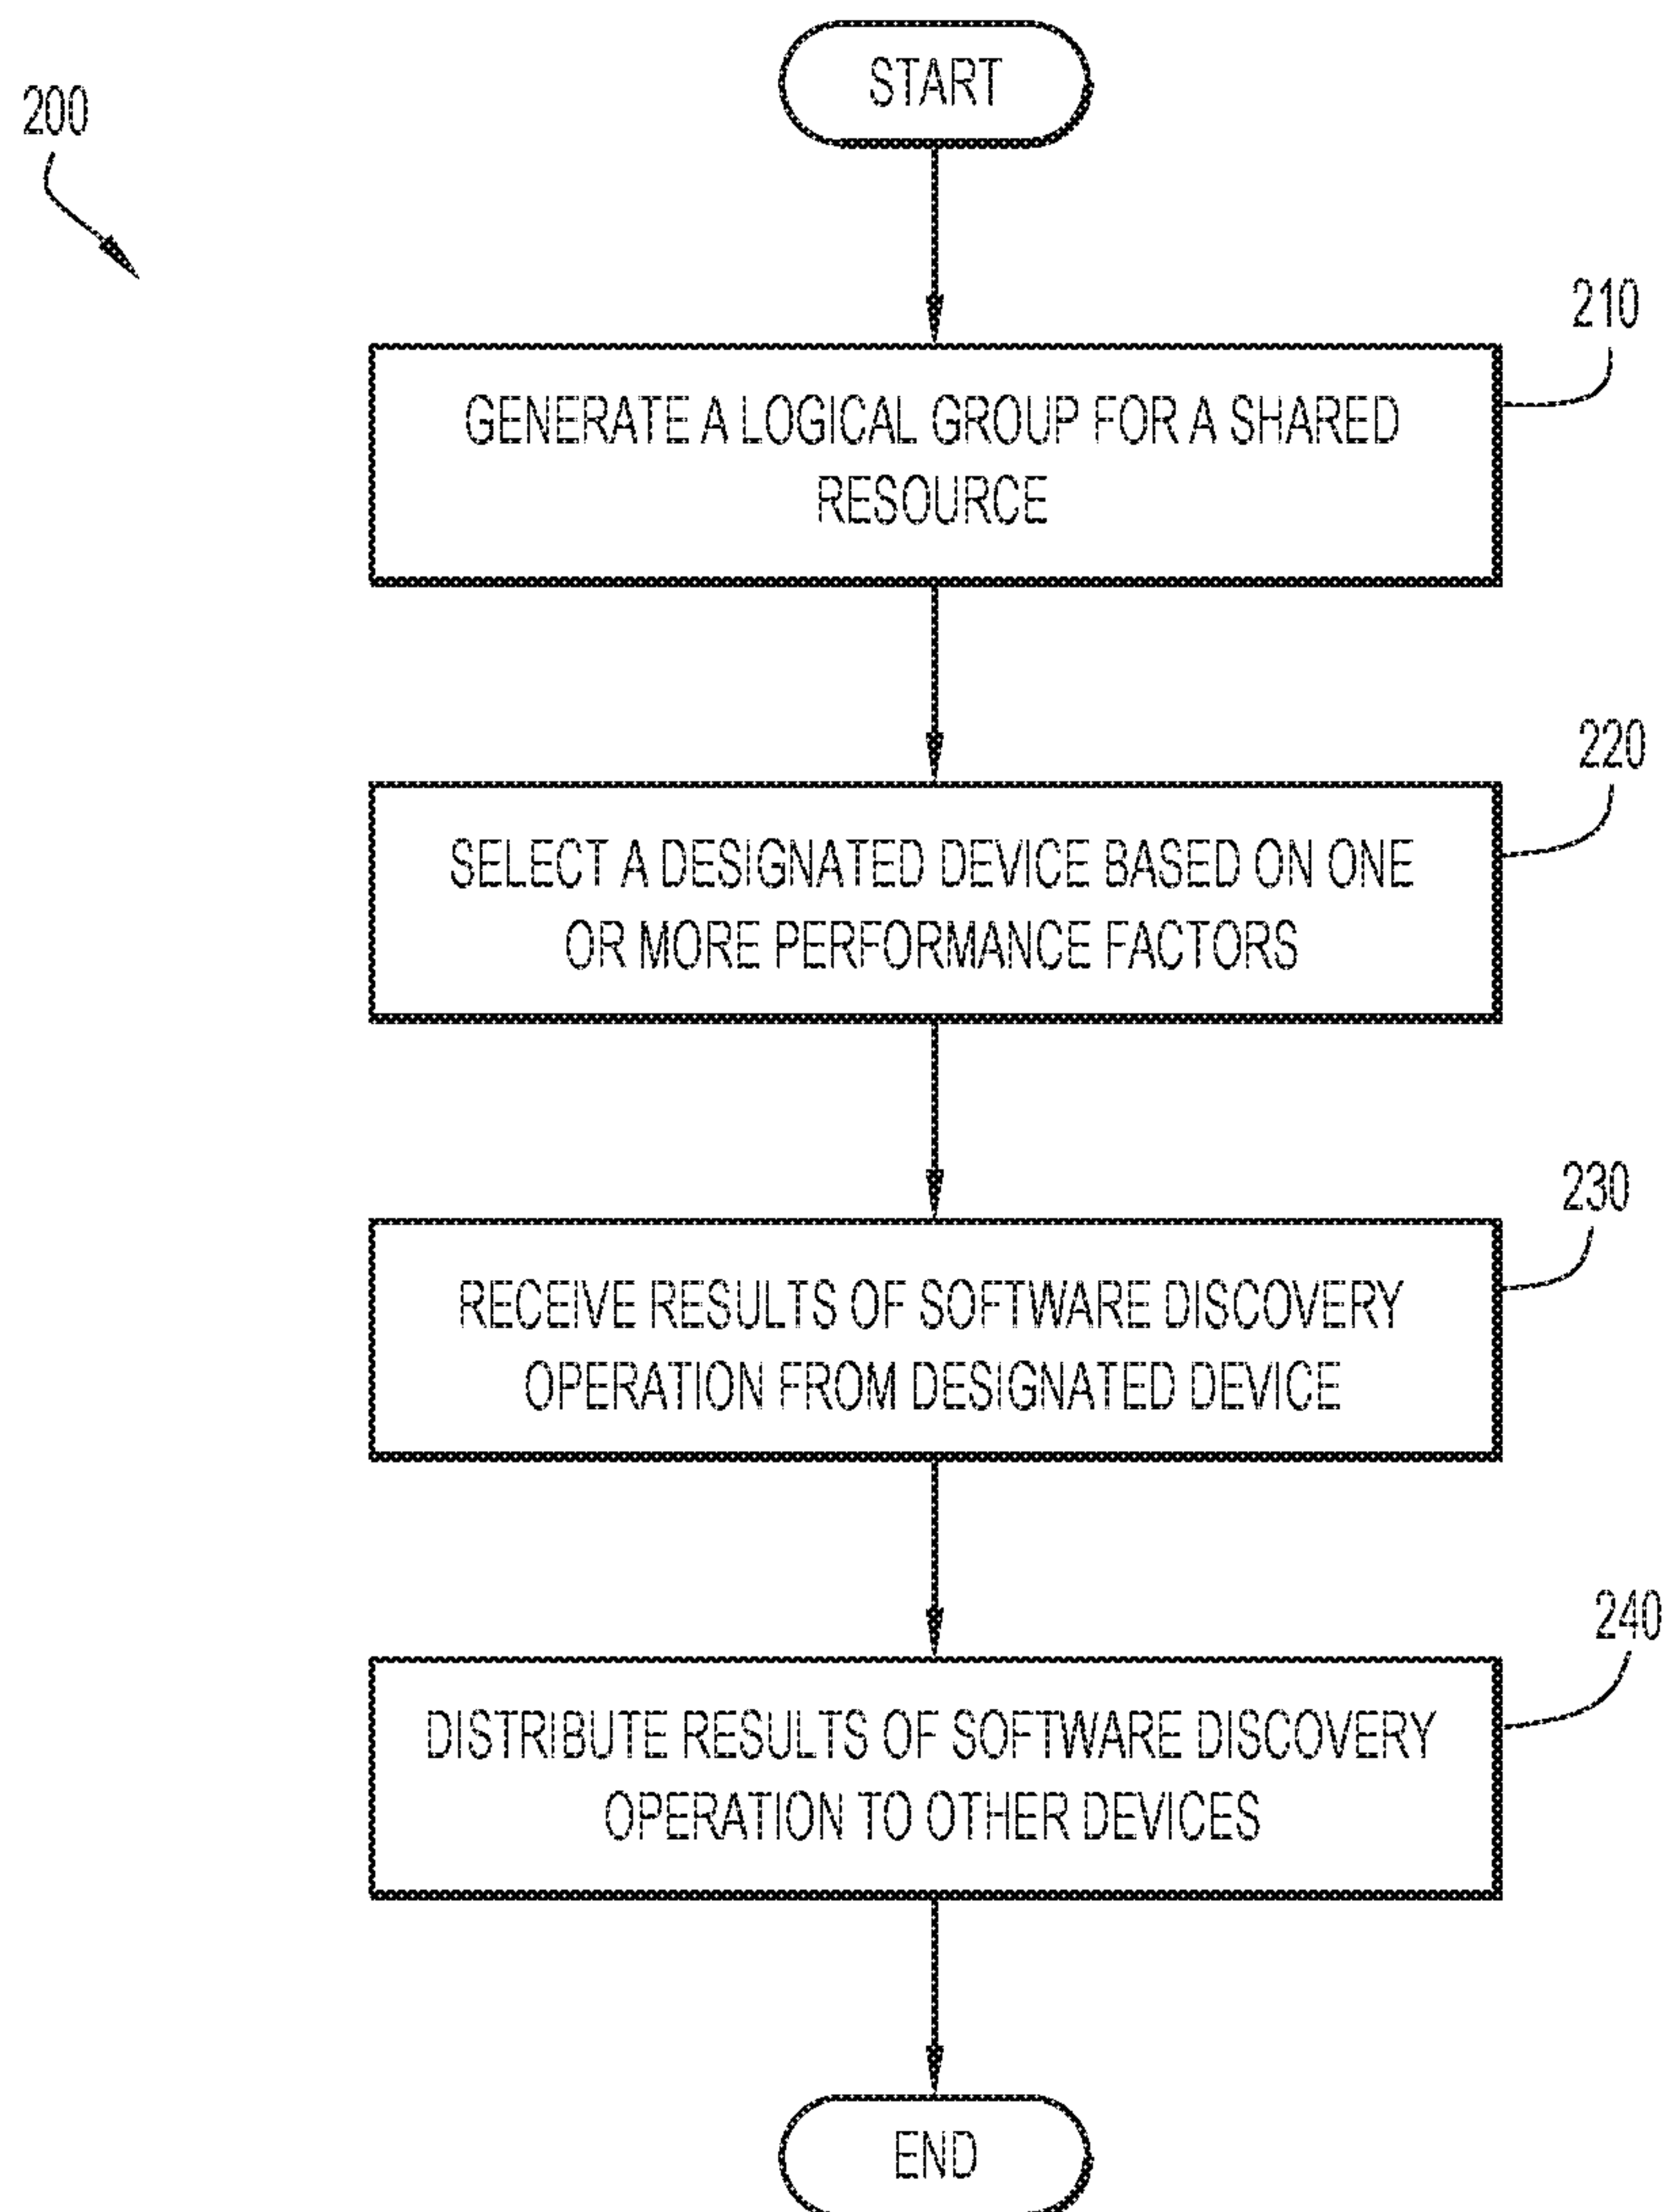 START
200
210
GENERATE A LOGICAL GROUP FOR A SHARED
RESOURCE
220
SELECT A DESIGNATED DEVICE BASED ON ONE
OR MORE PERFORMANCE FACTORS
230
RECEIVE RESULTS OF SOFTWARE DISCOVERY
OPERATION FROM DESIGNATED DEVICE
240
DISTRIBUTE RESULTS OF SOFTWARE DISCOVERY
OPERATION TO OTHER DEVICES
END